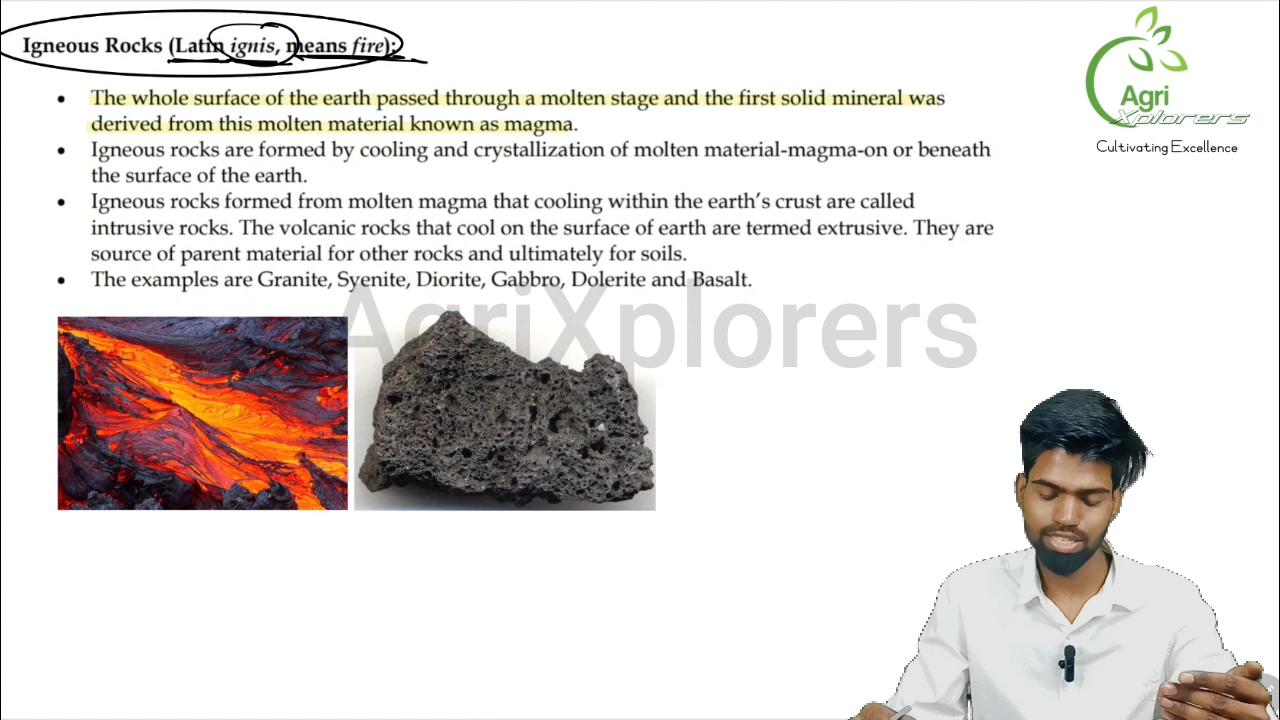 Igneous Rocks (Latin ignis, means fire):
• The whole surface of the earth passed through a molten stage and the first solid mineral was
derived from this molten material known as magma.
• Igneous rocks are formed by cooling and crystallization of molten material-magma-on or beneath
the surface of the earth.
• Igneous rocks formed from molten magma that cooling within the earth's crust are called
intrusive rocks. The volcanic rocks that cool on the surface of earth are termed extrusive. They are
source of parent material for other rocks and ultimately for soils.
• The examples are Granite, Syenite, Diorite, Gabbro, Dolerite and Basalt.
AgriXplorers
Agri
Xplorers
Cultivating Excellence